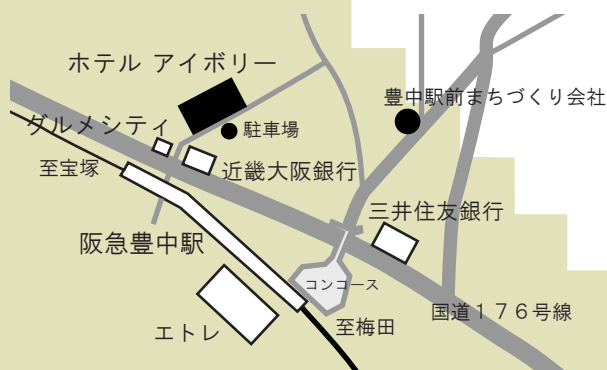 ホテル アイボリー
豊中駅前まちづくり会社
グルメシティ
駐車場
至宝塚
近畿大阪銀行
三井住友銀行
阪急豊中駅
コンコース
国道１７６号線
至梅田
エトレ